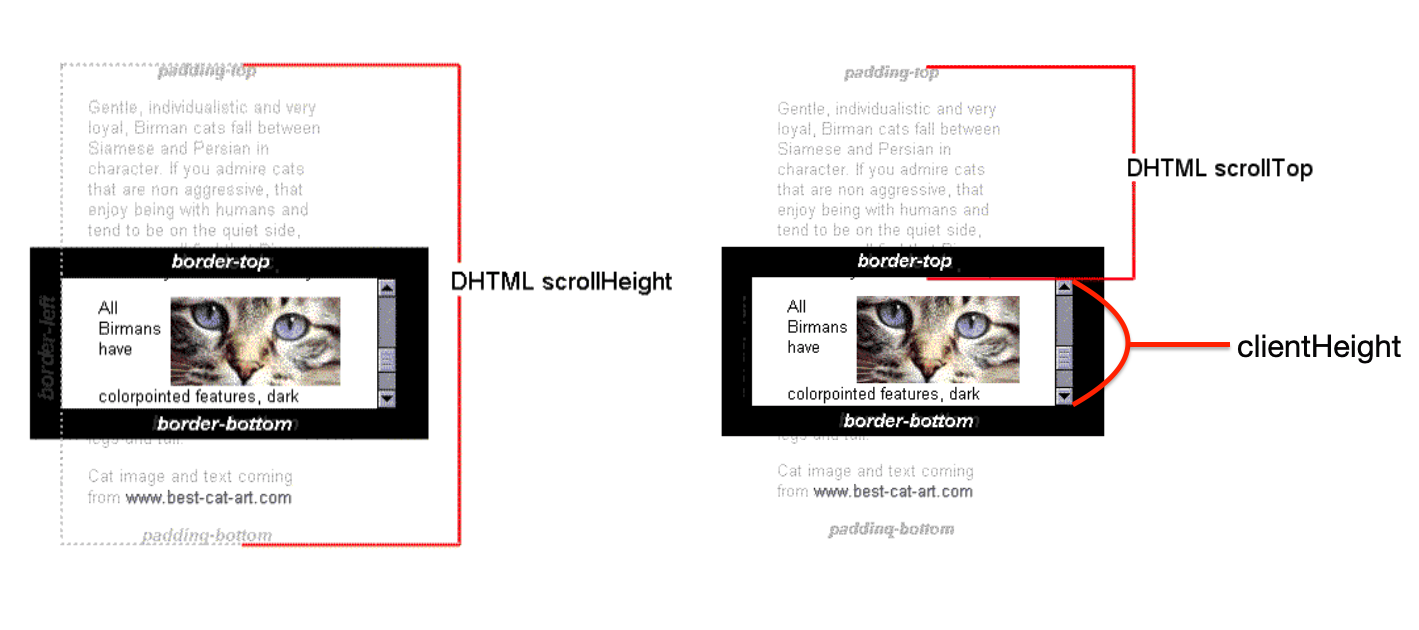 padding-top
Gentle, individualistic and very
loyal, Birman cats fall between
Siamese and Persian in
character. If you admire cats
that are non aggressive, that
enjoy being with humans and
tend to be on the quiet side,
border-top
border-left
All
Birmans
have
colorpointed features, dark
border-bottom
Cat image and text coming
from www.best-cat-art.com
padding-bottom
DHTML scrollHeight
padding-top
Gentle, individualistic and very
loyal, Birman cats fall between
Siamese and Persian in
character. If you admire cats
that are non aggressive, that
enjoy being with humans and
tend to be on the quiet side,
border-top
All
Birmans
have
colorpointed features, dark
border-bottom
Cat image and text coming
from www.best-cat-art.com
padding-bottom
DHTML scrollTop
clientHeight